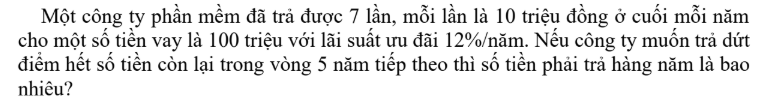 Một công ty phần mềm đã trả được 7 lần, mỗi lần là 10 triệu đồng ở cuối mỗi năm
cho một số tiền vay là 100 triệu với lãi suất ưu đãi 12%/năm. Nếu công ty muốn trả dứt
điểm hết số tiền còn lại trong vòng 5 năm tiếp theo thì số tiền phải trả hàng năm là bao
nhiêu?